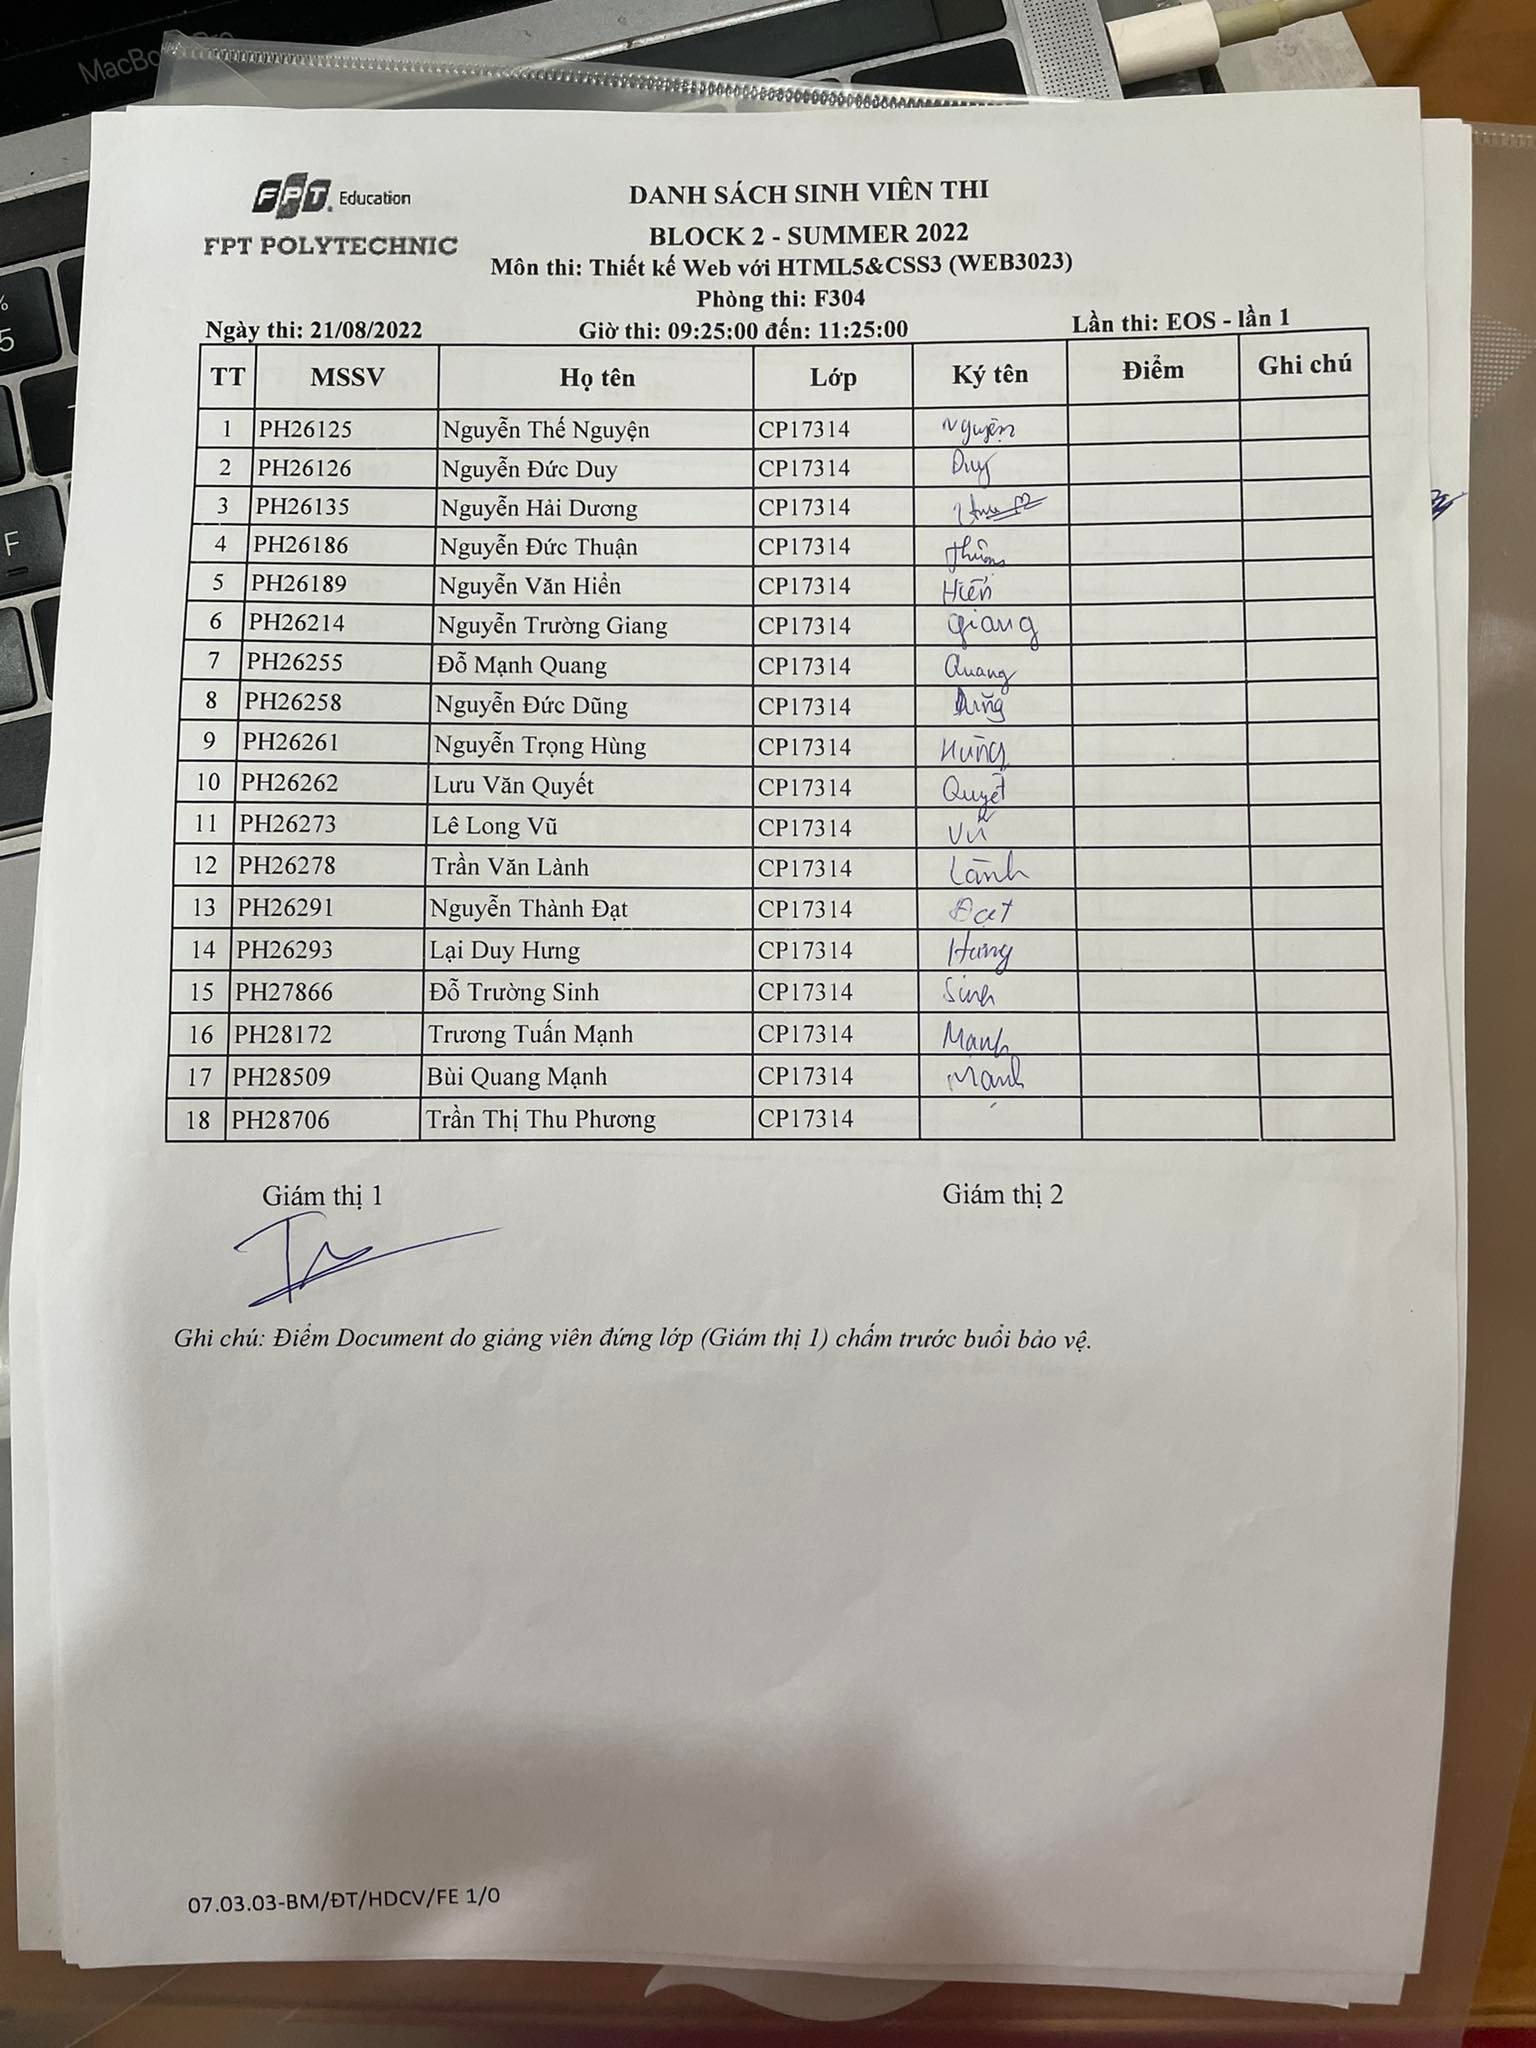 MacBook Pro
FPT Education
FPT POLYTECHNIC
DANH SÁCH SINH VIÊN THI
BLOCK 2 - SUMMER 2022
Môn thi: Thiết kế Web với HTML5&CSS3 (WEB3023)
Phòng thi: F304
Ngày thi: 21/08/2022 Giờ thi: 09:25:00 đến: 11:25:00 Lần thi: EOS - lần 1
TT MSSV Họ tên Lớp Ký tên Điểm Ghi chú
1 PH26125 Nguyễn Thế Nguyện CP17314 Nguyện
2 PH26126 Nguyễn Đức Duy CP17314 Duy
3 PH26135 Nguyễn Hải Dương CP17314
4 PH26186 Nguyễn Đức Thuận CP17314 Thuận
5 PH26189 Nguyễn Văn Hiển CP17314 Hiển
6 PH26214 Nguyễn Trường Giang CP17314 Giang
7 PH26255 Đỗ Mạnh Quang CP17314 Quang
8 PH26258 Nguyễn Đức Dũng CP17314 Dũng
9 PH26261 Nguyễn Trọng Hùng CP17314 Hùng
10 PH26262 Lưu Văn Quyết CP17314 Quyết
11 PH26273 Lê Long Vũ CP17314 Vũ
12 PH26278 Trần Văn Lành CP17314 Lành
13 PH26291 Nguyễn Thành Đạt CP17314 Đạt
14 PH26293 Lại Duy Hưng CP17314 Hưng
15 PH27866 Đỗ Trường Sinh CP17314 Sinh
16 PH28172 Trương Tuấn Mạnh CP17314 Mạnh
17 PH28509 Bùi Quang Mạnh CP17314 Mạnh
18 PH28706 Trần Thị Thu Phương CP17314
Giám thị 1 Giám thị 2
Ghi chú: Điểm Document do giảng viên đứng lớp (Giám thị 1) chấm trước buổi bảo vệ.
07.03.03-BM/ĐT/HDCV/FE 1/0
%
5
F